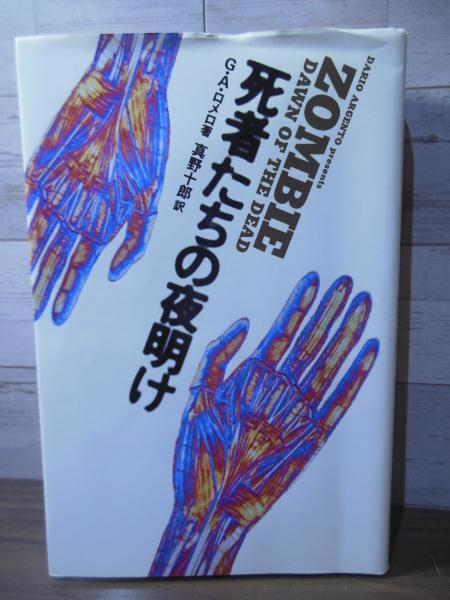 DARIO ARGENTO presents
ZOMBIE
DAWN OF THE DEAD
死者たちの夜明け
G・A・ロメロ著 真野十郎訳